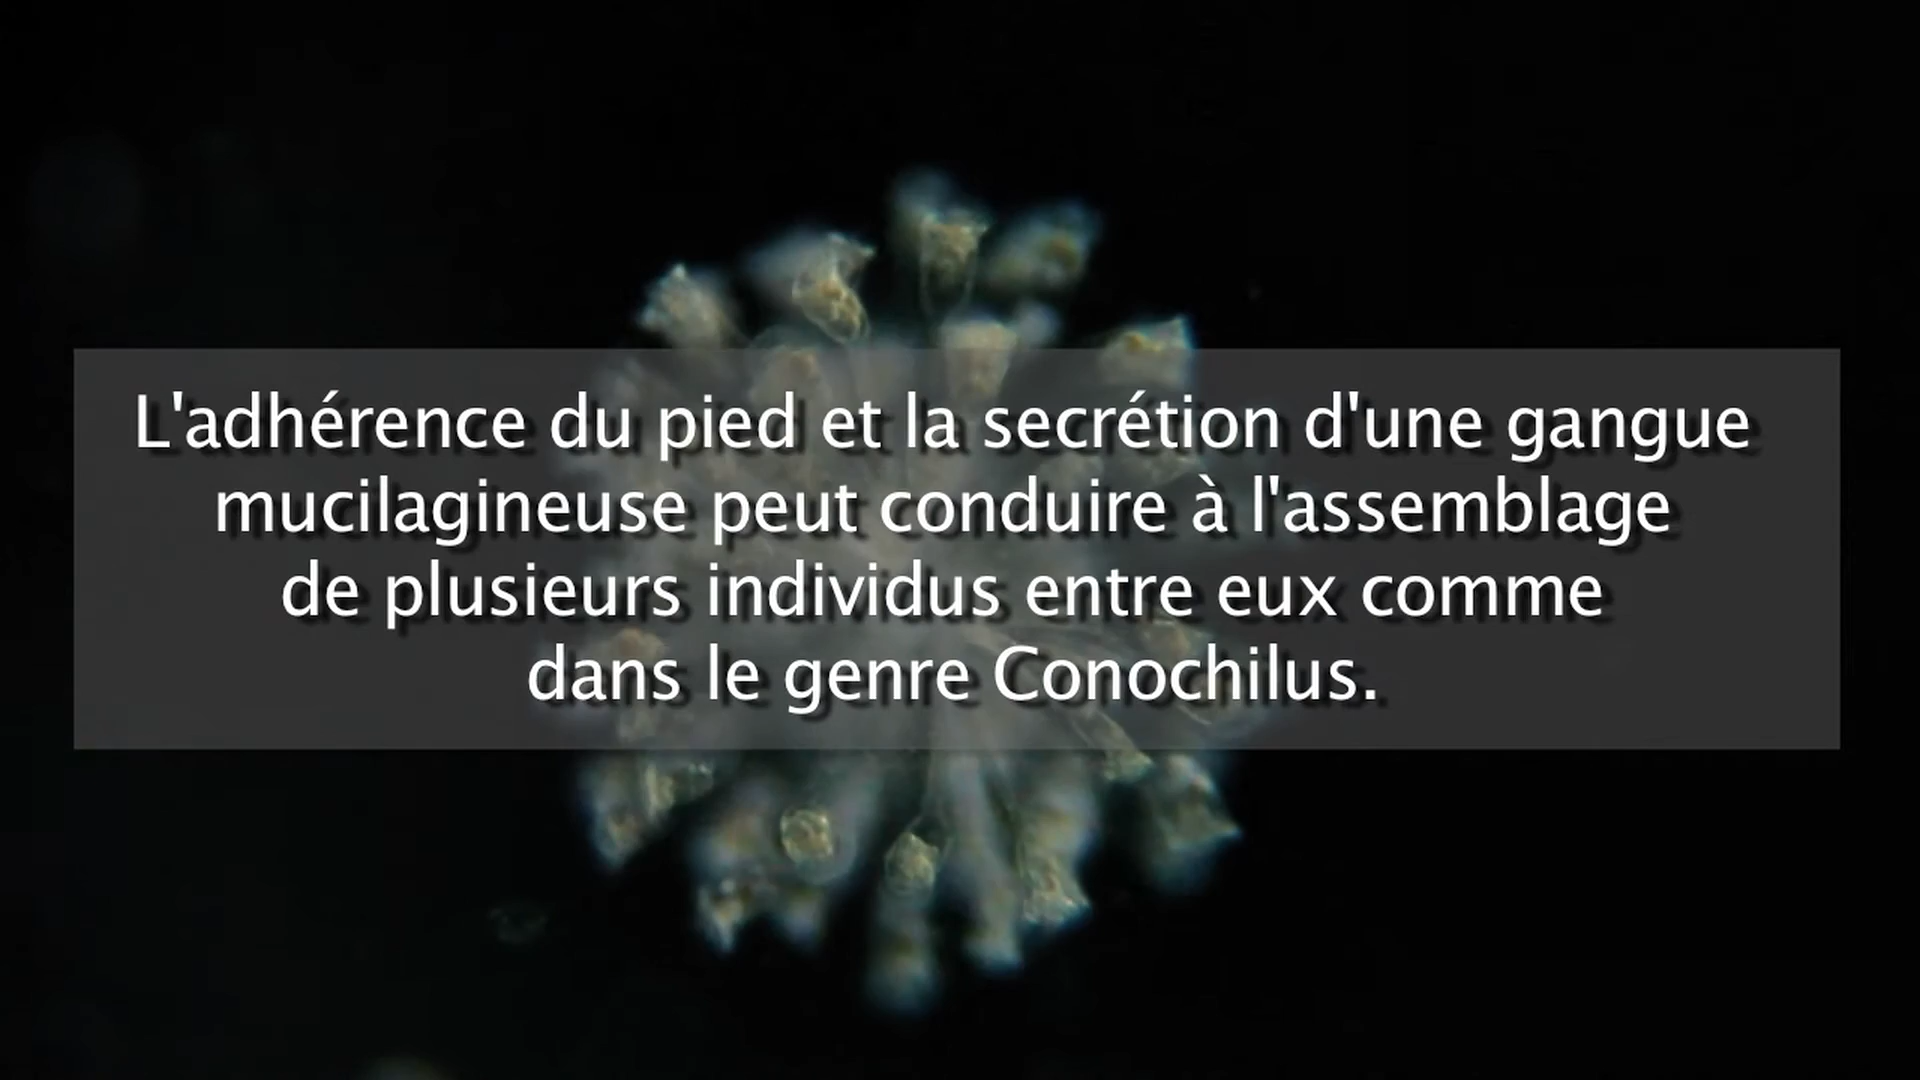 L'adhérence du pied et la secrétion d'une gangue
mucilagineuse peut conduire à l'assemblage
de plusieurs individus entre eux comme
dans le genre Conochilus.